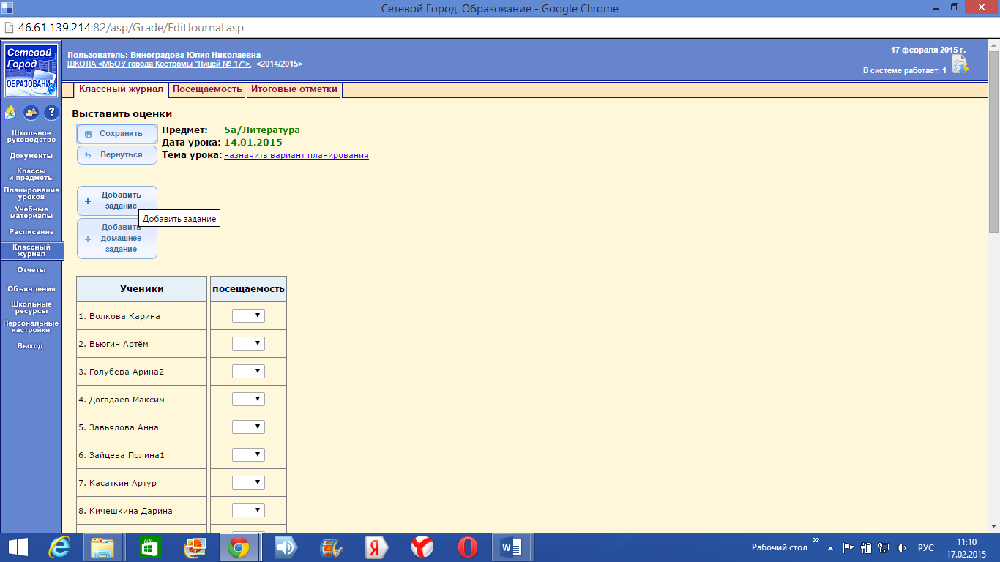 Сетевой Город. Образование - Google Chrome
46.61.139.214:82/asp/Grade/EditJournal.asp
Сетевой
Город
ОБРАЗОВАНИЕ
Пользователь: Виноградова Юлия Николаевна
ШКОЛА <МБОУ города Костромы "Лицей № 17">, <2014/2015>
17 февраля 2015 г.
В системе работает: 1
Классный журнал Посещаемость Итоговые отметки
Школьное
руководство
Документы
Классы
и предметы
Планирование
уроков
Учебные
материалы
Расписание
Классный
журнал
Отчеты
Объявления
Школьные
ресурсы
Персональные
настройки
Выход
Выставить оценки
Сохранить
Вернуться
Предмет: 5а/Литература
Дата урока: 14.01.2015
Тема урока: назначить вариант планирования
Добавить
задание
Добавить задание
Добавить
домашнее
задание
Ученики посещаемость
1. Волкова Карина
2. Вьюгин Артём
3. Голубева Арина2
4. Догадаев Максим
5. Завьялова Анна
6. Зайцева Полина1
7. Касаткин Артур
8. Кичешкина Дарина
Рабочий стол
РУС
11:10
17.02.2015